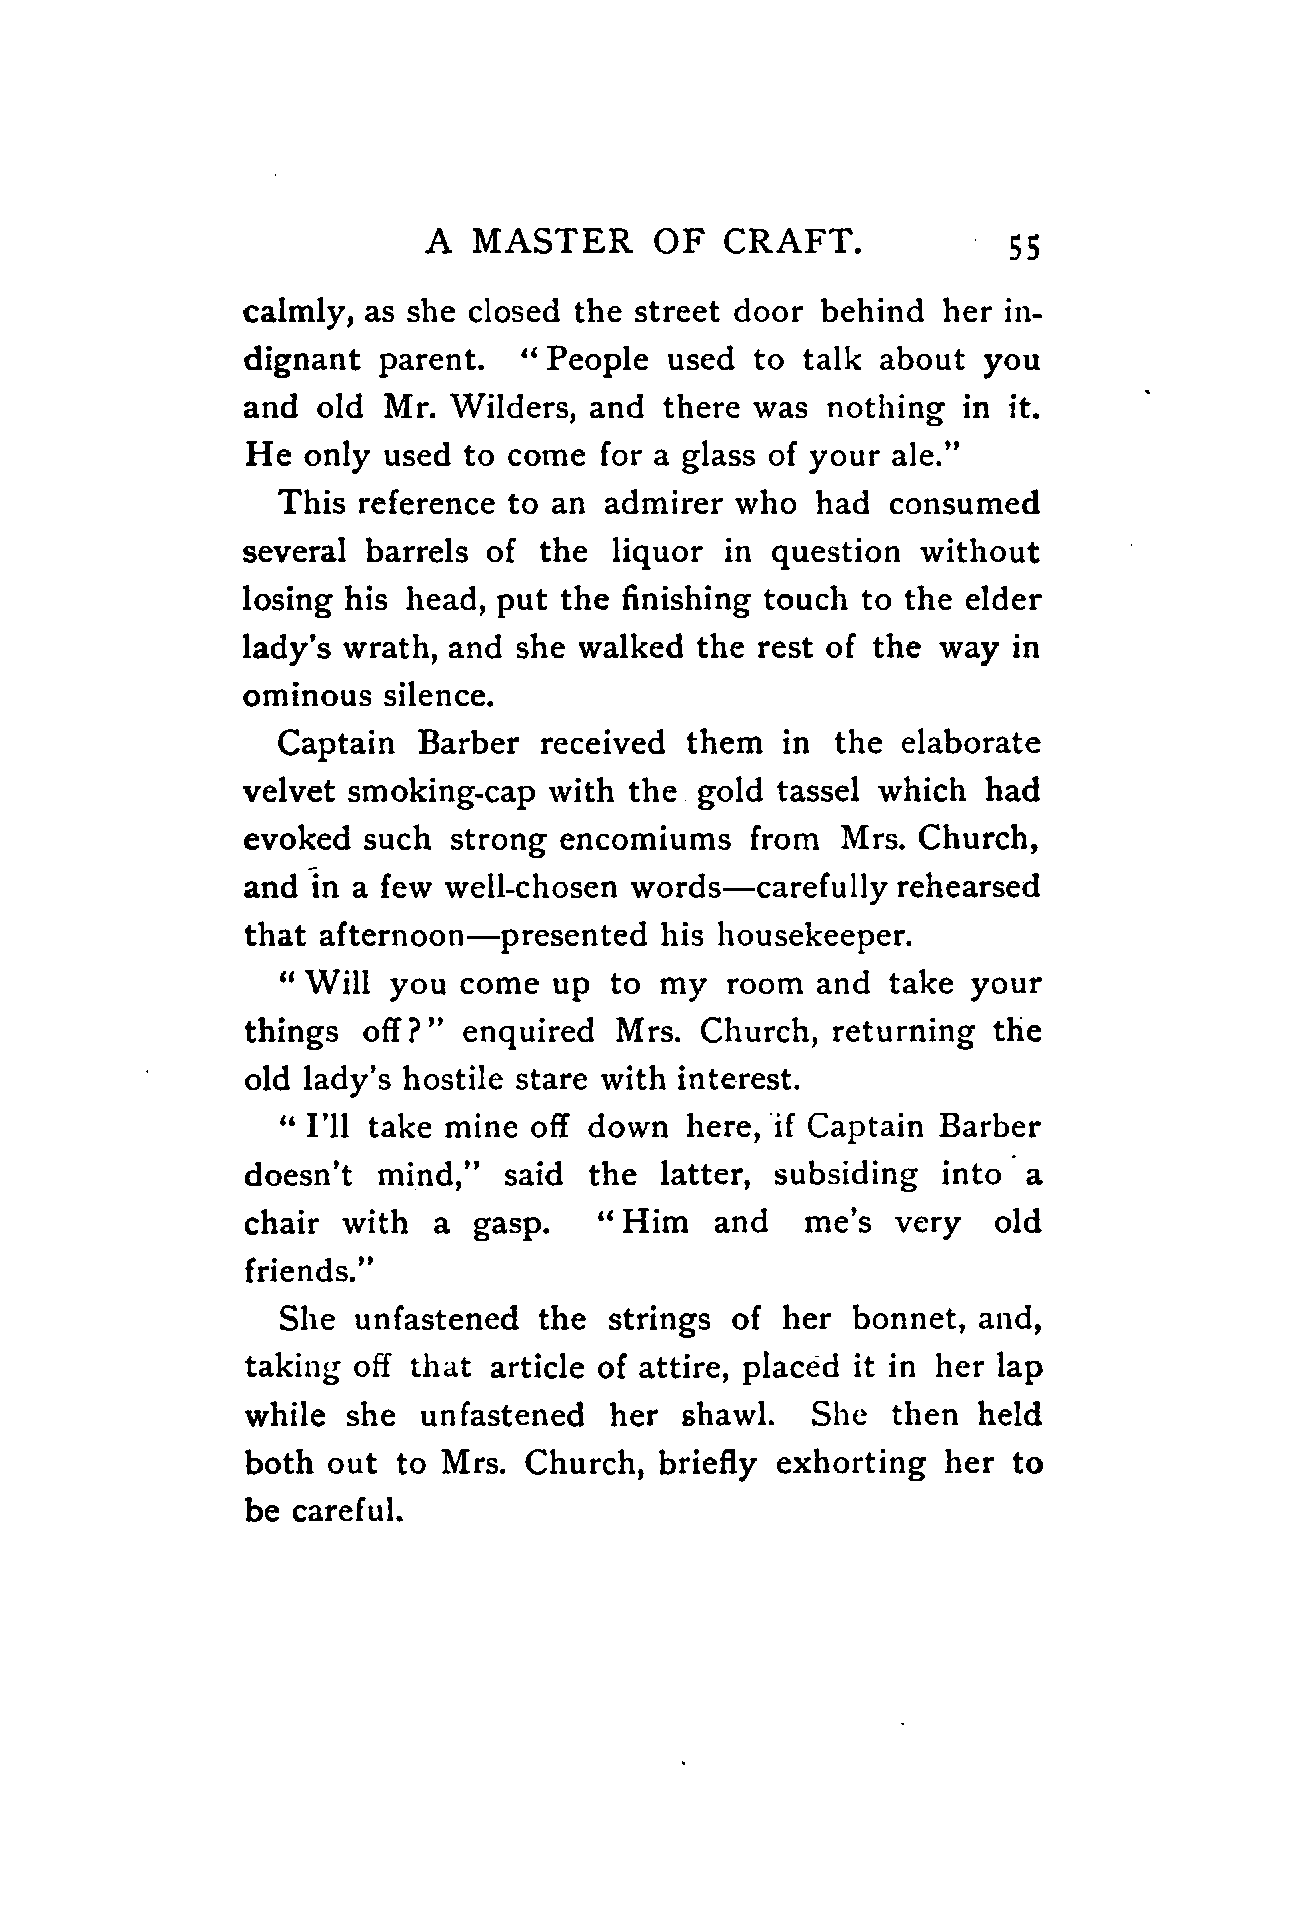 A MASTER OF CRAFT. 55
calmly, as she closed the street door behind her in-
dignant parent. "People used to talk about you
and old Mr. Wilders, and there was nothing in it.
He only used to come for a glass of your ale."
This reference to an admirer who had consumed
several barrels of the liquor in question without
losing his head, put the finishing touch to the elder
lady's wrath, and she walked the rest of the way in
ominous silence.
Captain Barber received them in the elaborate
velvet smoking-cap with the gold tassel which had
evoked such strong encomiums from Mrs. Church,
and in a few well-chosen words—carefully rehearsed
that afternoon—presented his housekeeper.
"Will you come up to my room and take your
things off?" enquired Mrs. Church, returning the
old lady's hostile stare with interest.
"I'll take mine off down here, if Captain Barber
doesn't mind," said the latter, subsiding into a
chair with a gasp. "Him and me's very old
friends."
She unfastened the strings of her bonnet, and,
taking off that article of attire, placed it in her lap
while she unfastened her shawl. She then held
both out to Mrs. Church, briefly exhorting her to
be careful.